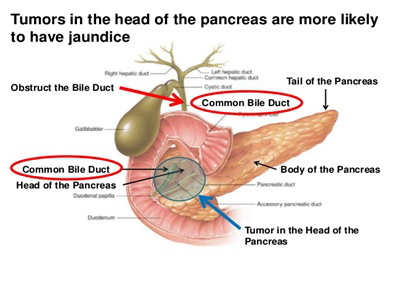 Tumors in the head of the pancreas are more likely
to have jaundice
Right hepatic duct
Left hepatic duct
Common hepatic duct
Cystic duct
Obstruct the Bile Duct
Common Bile Duct
Tail of the Pancreas
Gallbladder
Common Bile Duct
Head of the Pancreas
Body of the Pancreas
Pancreatic duct
Duodenal papilla
Accessory pancreatic duct
Duodenum
Tumor in the Head of the
Pancreas